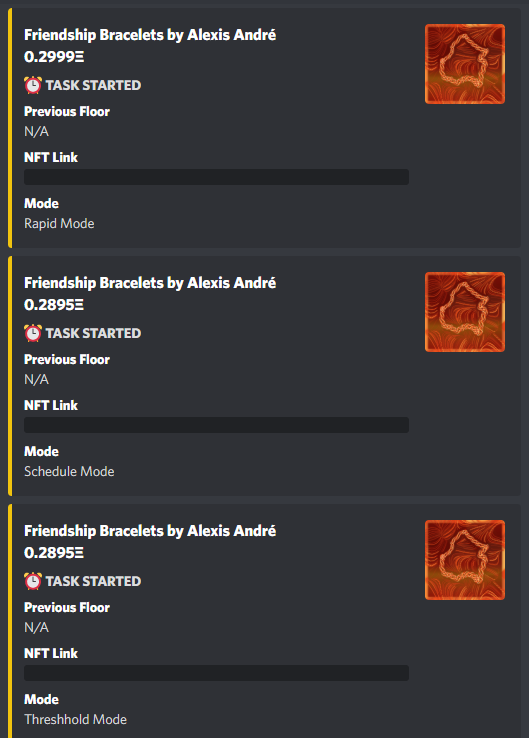 Friendship Bracelets by Alexis André
0.2999Ξ
⏰ TASK STARTED
Previous Floor
N/A
NFT Link
Mode
Rapid Mode
Friendship Bracelets by Alexis André
0.2895Ξ
⏰ TASK STARTED
Previous Floor
N/A
NFT Link
Mode
Schedule Mode
Friendship Bracelets by Alexis André
0.2895Ξ
⏰ TASK STARTED
Previous Floor
N/A
NFT Link
Mode
Threshhold Mode